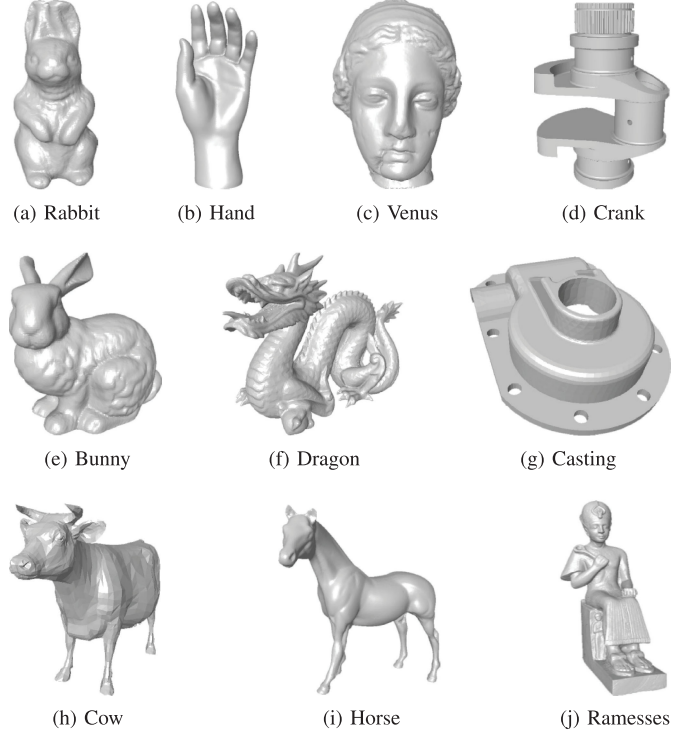 (a) Rabbit
(b) Hand
(c) Venus
(d) Crank
(e) Bunny
(f) Dragon
(g) Casting
(h) Cow
(i) Horse
(j) Ramesses